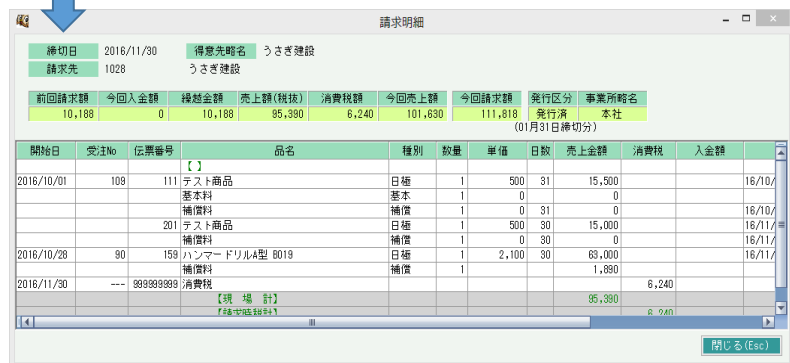 請求明細
締切日 2016/11/30 得意先略名 うさぎ建設
請求先 1028 うさぎ建設
前回請求額 今回入金額 繰越金額 売上額(税抜) 消費税額 今回売上額 今回請求額 発行区分 事業所略名
10,188 0 10,188 95,390 6,240 101,630 111,818 発行済 本社
(01月31日締切分)
開始日 受注No 伝票番号 品名 種別 数量 単価 日数 売上金額 消費税 入金額
【 】
2016/10/01 109 111 テスト商品 日極 1 500 31 15,500 16/10/
基本料 基本 1 0 0
補償料 補償 1 0 31 0 16/10/
201 テスト商品 日極 1 500 30 15,000 16/11/
補償料 補償 1 0 30 0 16/11/
2016/10/28 90 159 ハンマードリルA型 B019 日極 1 2,100 30 63,000 16/11/
補償料 補償 1 1,890
2016/11/30 --- 999999999 消費税 6,240
【現 場 計】 95,390
【請求時税計】 6,240
閉じる(Esc)